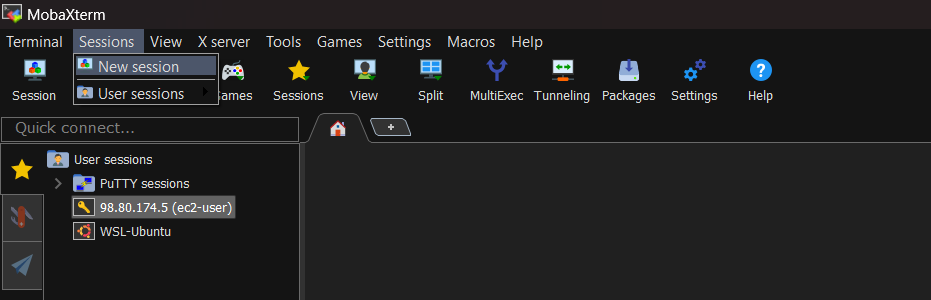 MobaXterm
Terminal Sessions View X server Tools Games Settings Macros Help
New session
User sessions
Session Games Sessions View Split MultiExec Tunneling Packages Settings Help
Quick connect...
User sessions
PuTTY sessions
98.80.174.5 (ec2-user)
WSL-Ubuntu